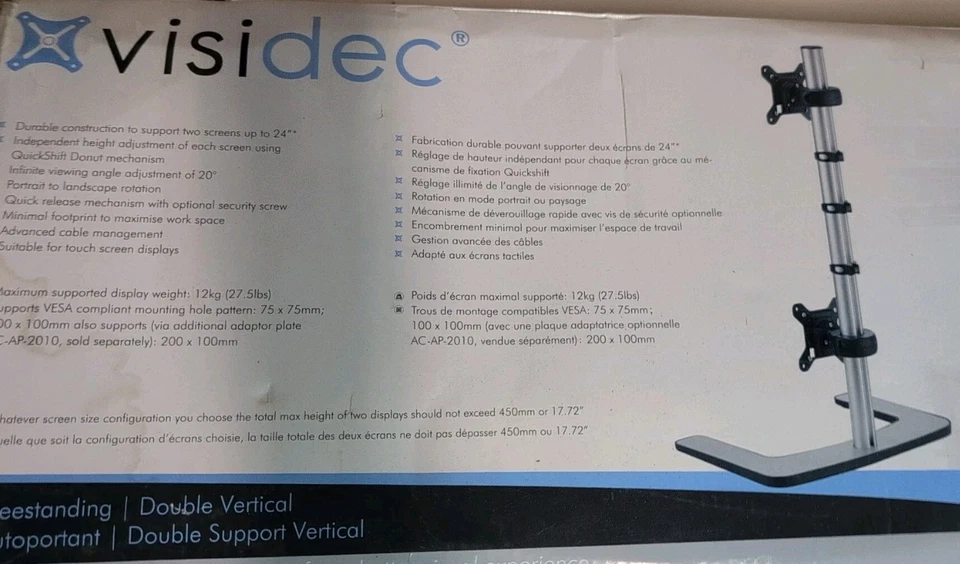 visidec®
Durable construction to support two screens up to 24"*
Independent height adjustment of each screen using
QuickShift Donut mechanism
Infinite viewing angle adjustment of 20°
Portrait to landscape rotation
Quick release mechanism with optional security screw
Minimal footprint to maximise work space
Advanced cable management
Suitable for touch screen displays
Maximum supported display weight: 12kg (27.5lbs)
upports VESA compliant mounting hole pattern: 75 x 75mm;
00 x 100mm also supports (via additional adaptor plate
C-AP-2010, sold separately): 200 x 100mm
Fabrication durable pouvant supporter deux écrans de 24"*
Réglage de hauteur indépendant pour chaque écran grâce au mé-
canisme de fixation Quickshift
Réglage illimité de l'angle de visionnage de 20°
Rotation en mode portrait ou paysage
Mécanisme de déverouillage rapide avec vis de sécurité optionnelle
Encombrement minimal pour maximiser l'espace de travail
Gestion avancée des câbles
Adapté aux écrans tactiles
Poids d'écran maximal supporté: 12kg (27.5lbs)
Trous de montage compatibles VESA: 75 x 75mm;
100 x 100mm (avec une plaque adaptatrice optionnelle
AC-AP-2010, vendue séparément): 200 x 100mm
hatever screen size configuration you choose the total max height of two displays should not exceed 450mm or 17.72"
uelle que soit la configuration d'écrans choisie, la taille totale des deux écrans ne doit pas dépasser 450mm ou 17.72"
eestanding | Double Vertical
utoportant | Double Support Vertical